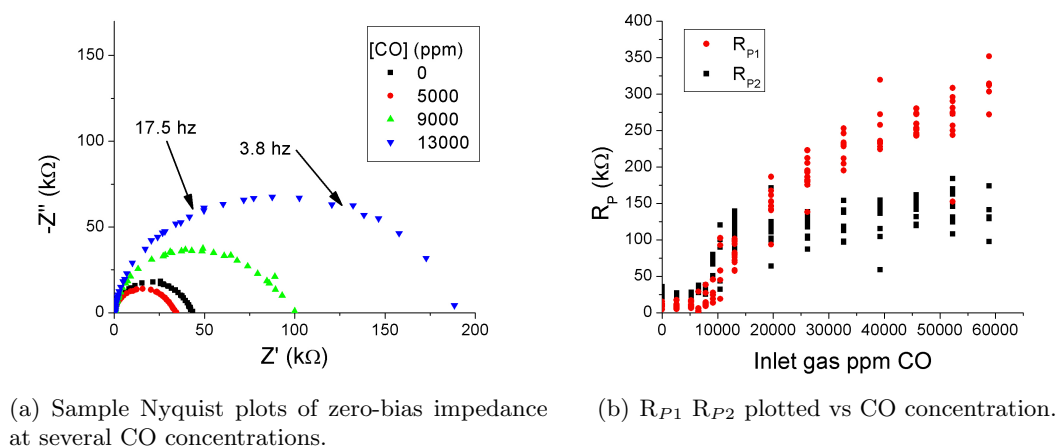 150
100
50
0
0
50
100
150
200
-Z'' (kΩ)
Z' (kΩ)
[CO] (ppm)
0
5000
9000
13000
17.5 hz
3.8 hz
(a) Sample Nyquist plots of zero-bias impedance
at several CO concentrations.
400
350
300
250
200
150
100
50
0
0
10000
20000
30000
40000
50000
60000
R_P (kΩ)
Inlet gas ppm CO
R_P1
R_P2
(b) R_P1 R_P2 plotted vs CO concentration.